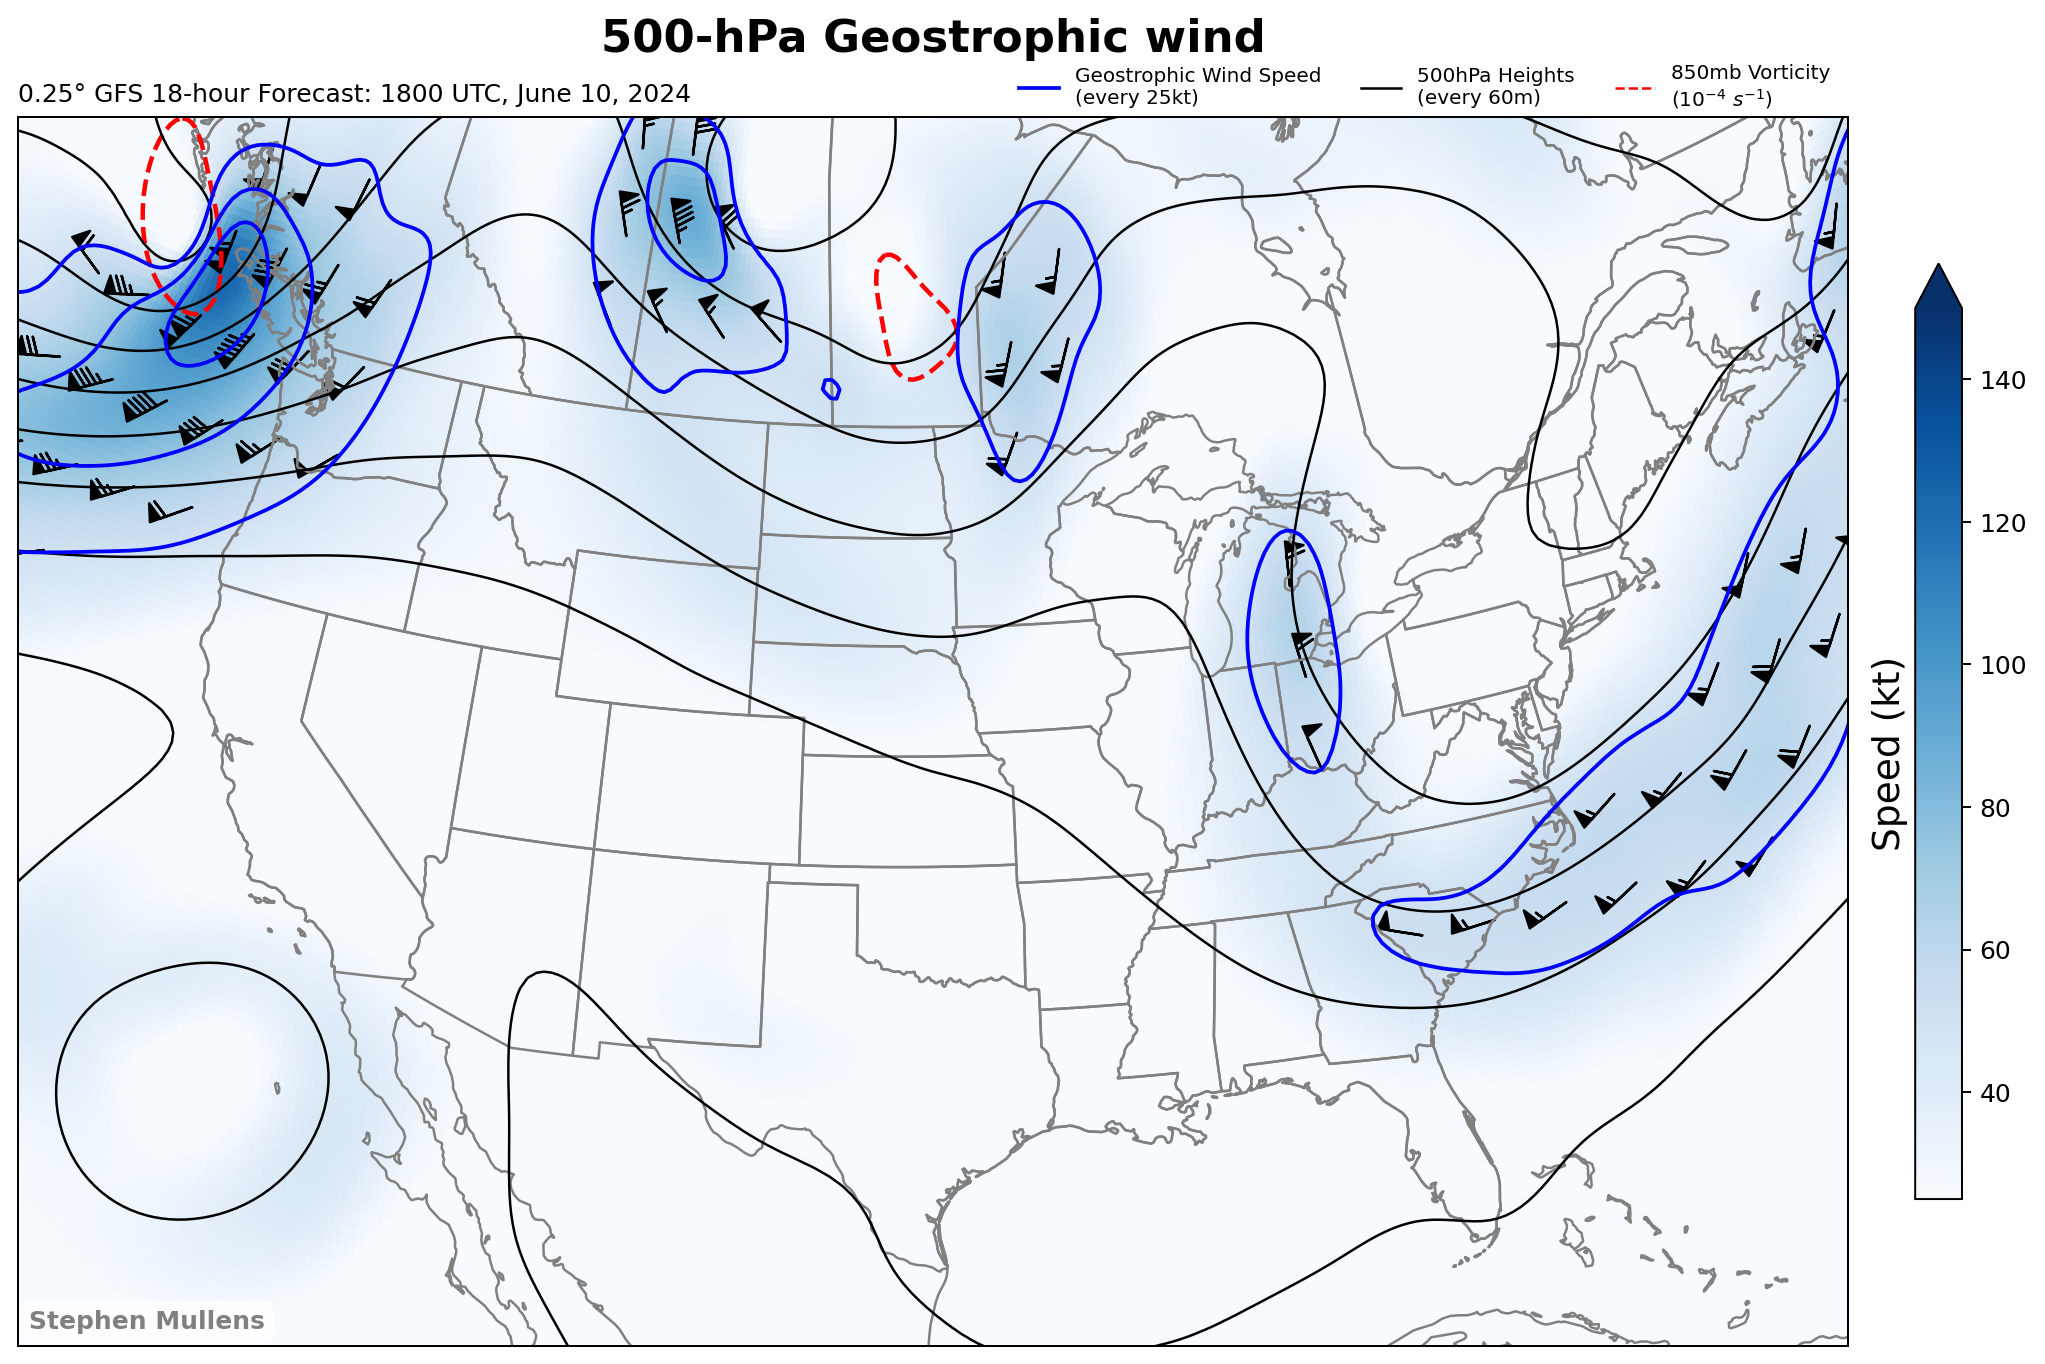 500-hPa Geostrophic wind
0.25° GFS 18-hour Forecast: 1800 UTC, June 10, 2024
Geostrophic Wind Speed
(every 25kt)
500hPa Heights
(every 60m)
850mb Vorticity
(10⁻⁴ s⁻¹)
140
120
100
80
60
40
Speed (kt)
Stephen Mullens